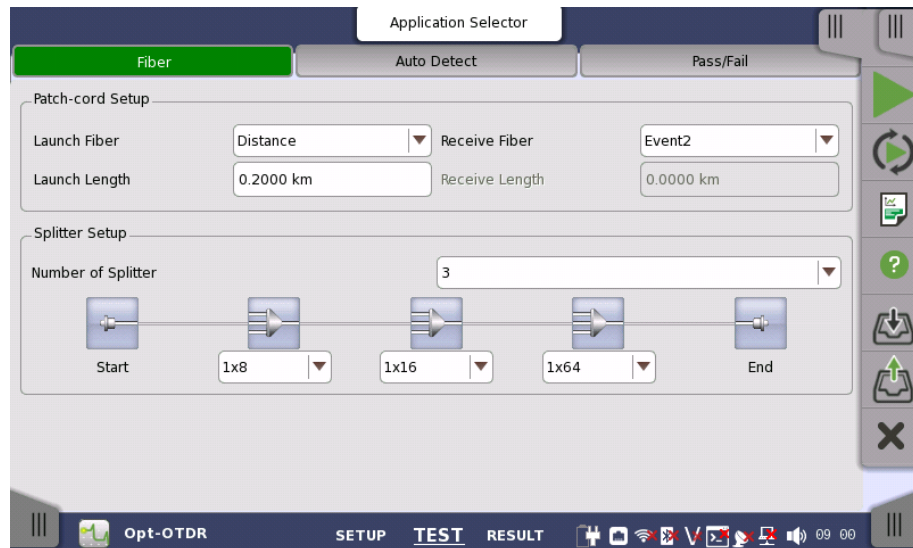 Application Selector
Fiber Auto Detect Pass/Fail
Patch-cord Setup
Launch Fiber Distance Receive Fiber Event2
Launch Length 0.2000 km Receive Length 0.0000 km
Splitter Setup
Number of Splitter 3
Start 1x8 1x16 1x64 End
Opt-OTDR SETUP TEST RESULT 09 00